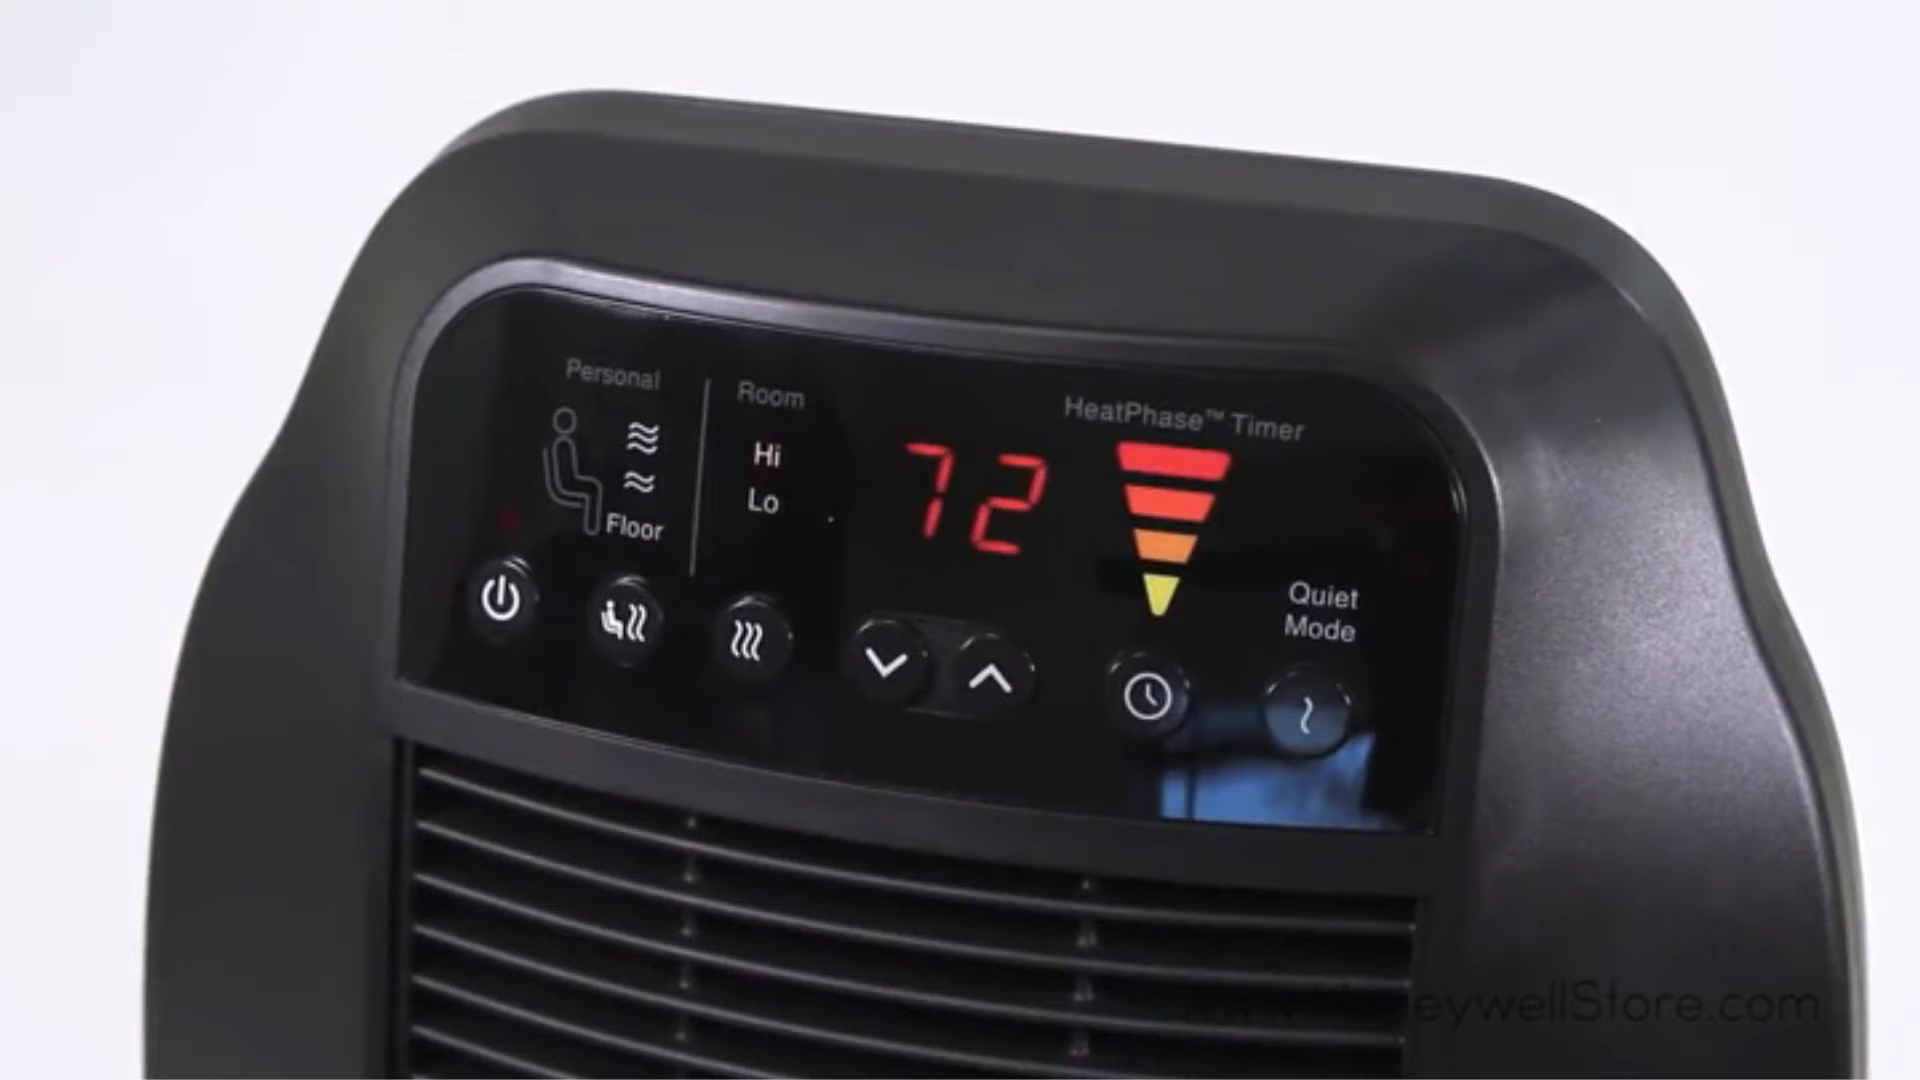 Personal
Floor
Room
Hi
Lo
72
HeatPhase™ Timer
Quiet
Mode